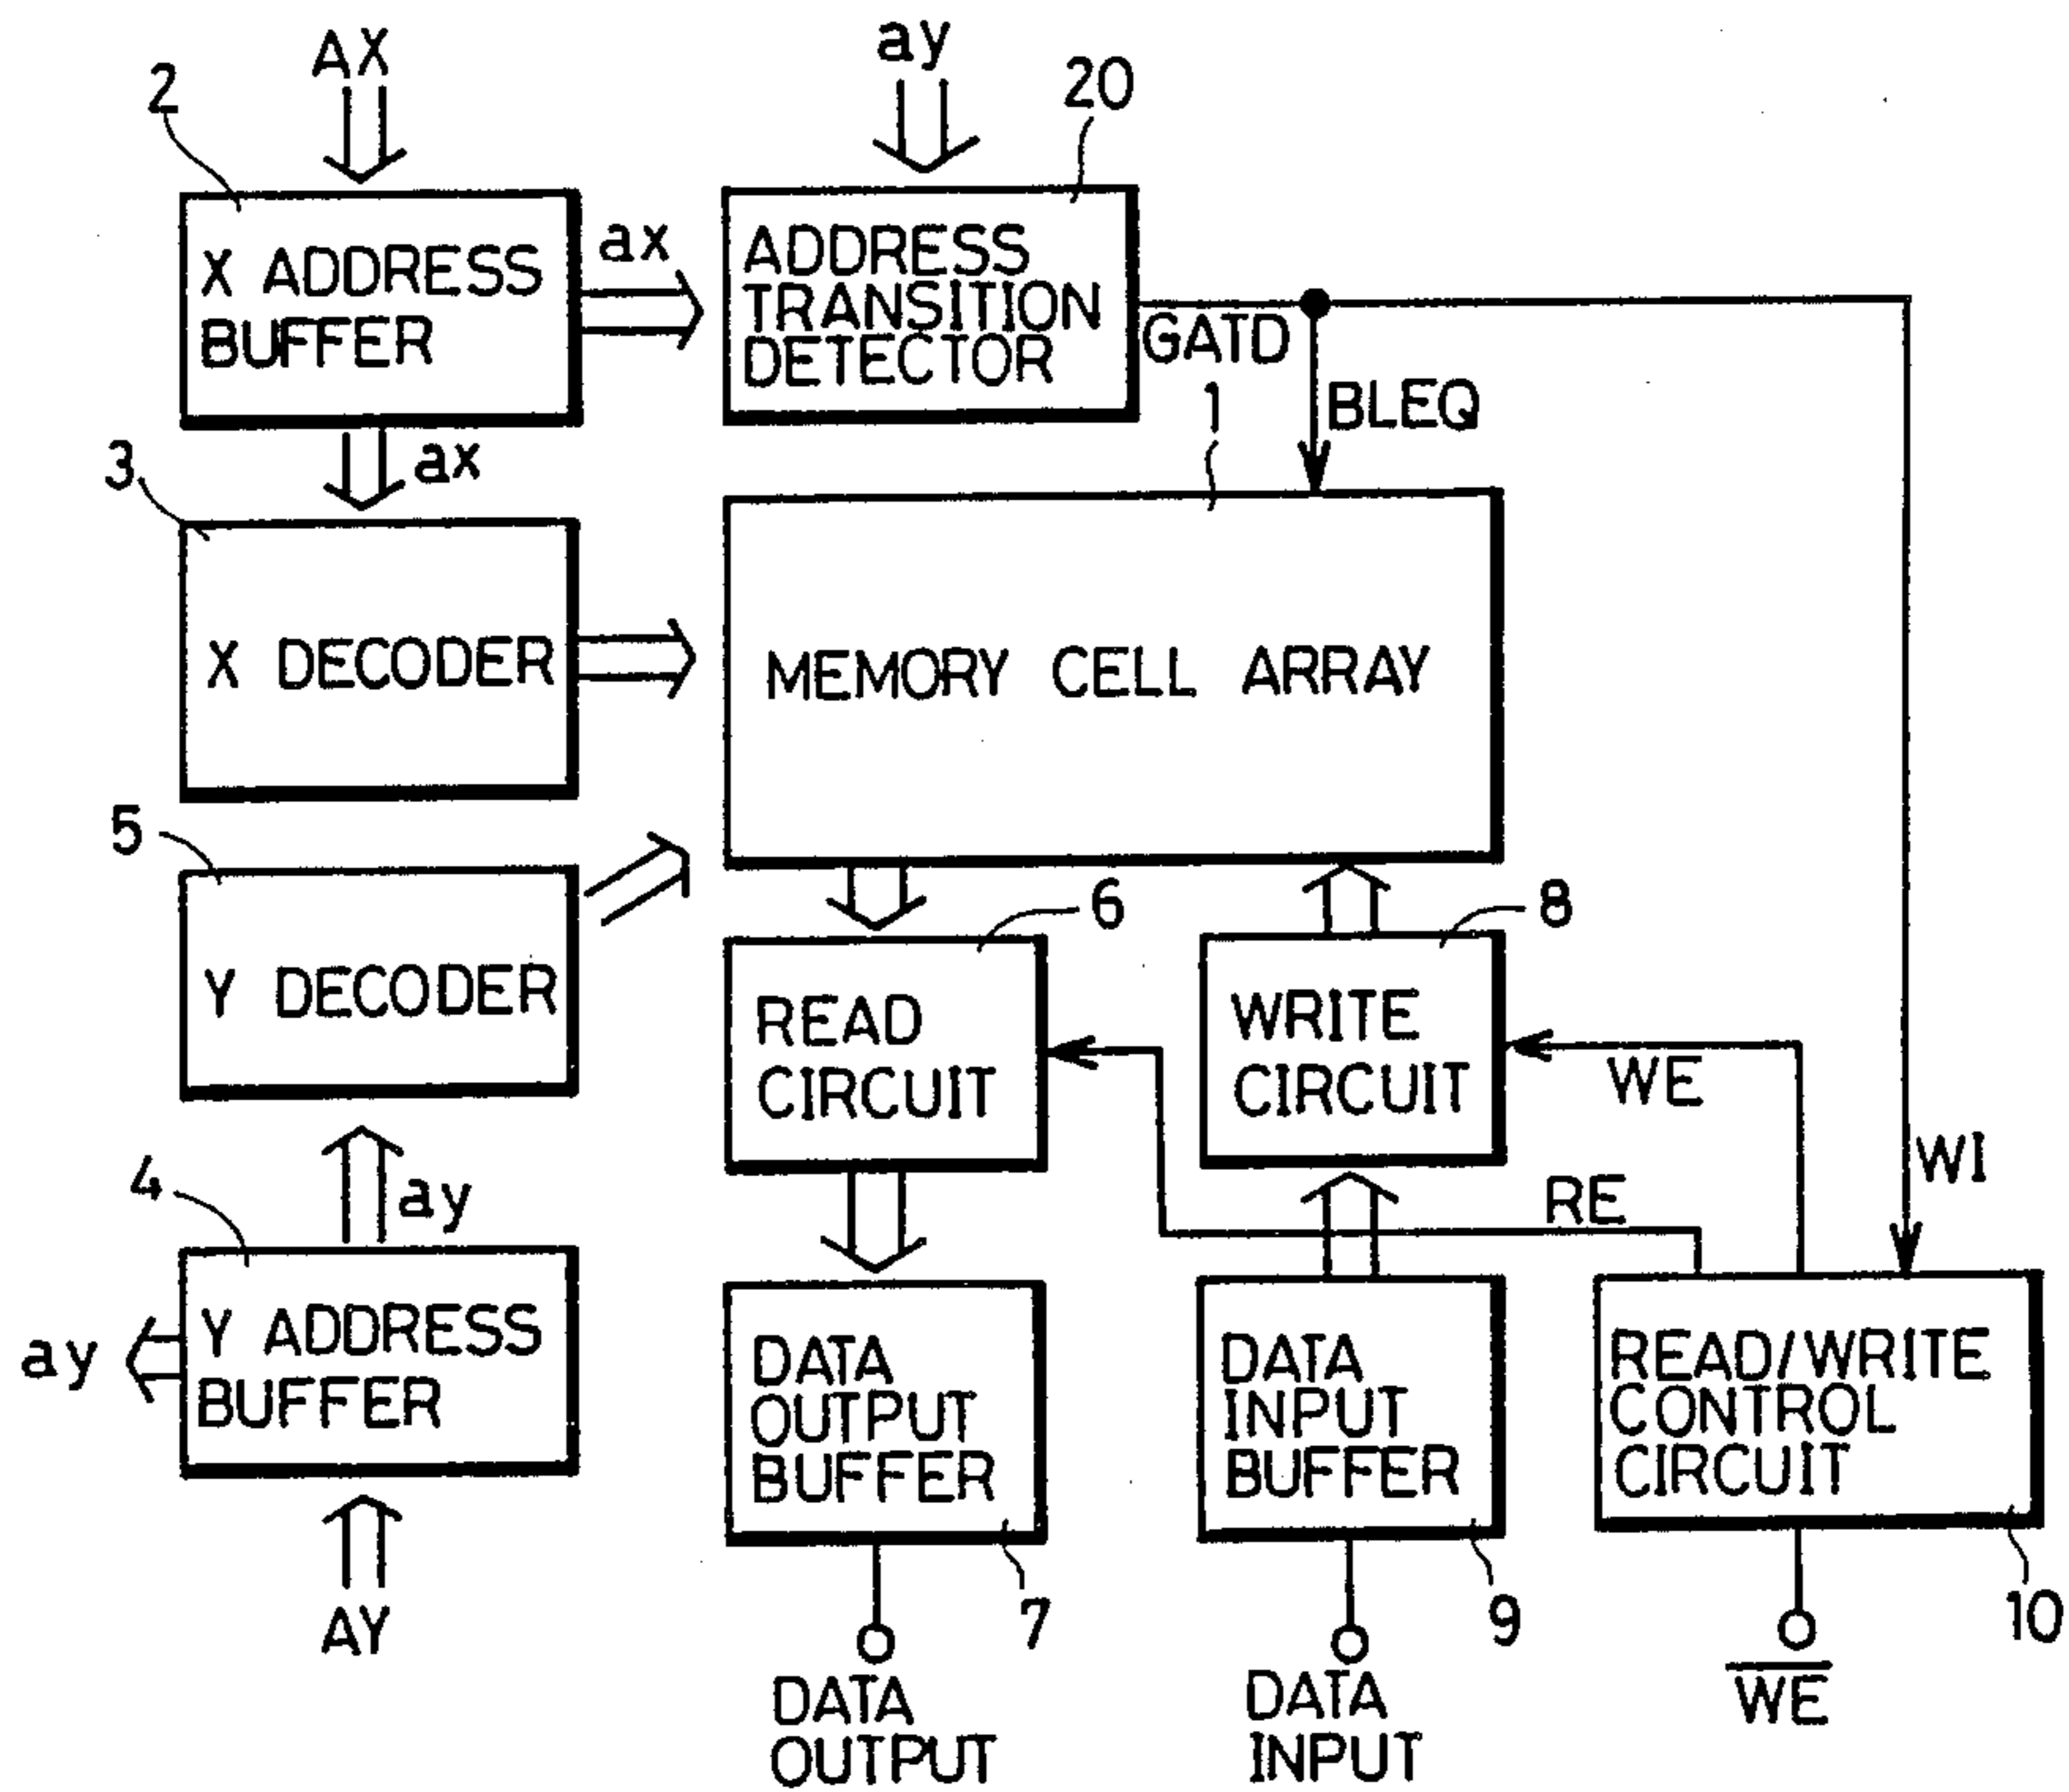 AX
ay
2
20
X ADDRESS
BUFFER
ax
ADDRESS
TRANSITION
DETECTOR
GATD
1
BLEQ
ax
3
X DECODER
MEMORY CELL ARRAY
5
Y DECODER
6
8
READ
CIRCUIT
WRITE
CIRCUIT
WE
WI
RE
4
ay
ay
Y ADDRESS
BUFFER
DATA
OUTPUT
BUFFER
DATA
INPUT
BUFFER
READ/WRITE
CONTROL
CIRCUIT
AY
7
9
10
DATA
OUTPUT
DATA
INPUT
W̅E̅